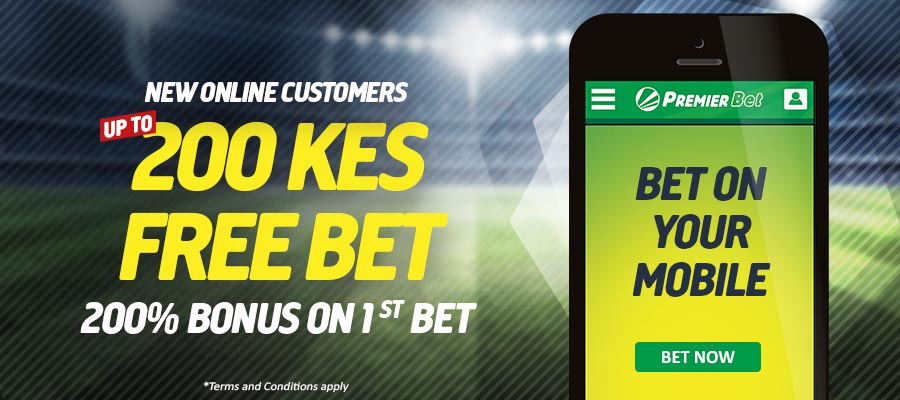 NEW ONLINE CUSTOMERS
UP TO
200 KES
FREE BET
200% BONUS ON 1ST BET
*Terms and Conditions apply
PREMIER Bet
BET ON
YOUR
MOBILE
BET NOW